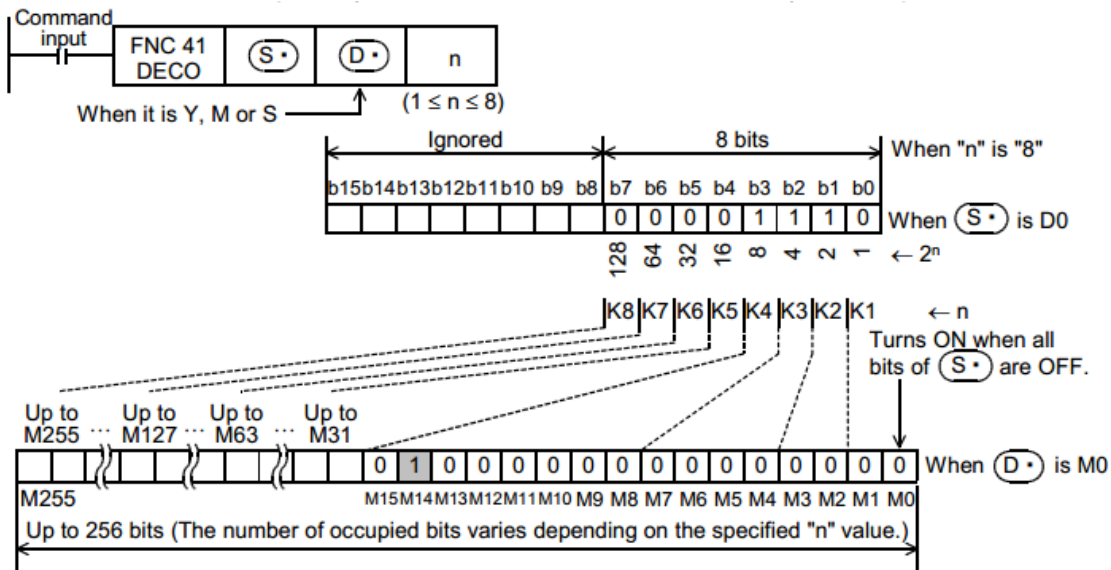 Command
input
FNC 41
DECO
S・
D・
n
When it is Y, M or S
(1 ≤ n ≤ 8)
Ignored
8 bits
When "n" is "8"
b15 b14 b13 b12 b11 b10 b9 b8 b7 b6 b5 b4 b3 b2 b1 b0
0 0 0 0 1 1 1 0
When S・ is D0
128 64 32 16 8 4 2 1 ← 2ⁿ
K8 K7 K6 K5 K4 K3 K2 K1 ← n
Turns ON when all
bits of S・ are OFF.
Up to Up to Up to Up to
M255 ... M127 ... M63 ... M31
0 1 0 0 0 0 0 0 0 0 0 0 0 0 0 0
When D・ is M0
M255 M15 M14 M13 M12 M11 M10 M9 M8 M7 M6 M5 M4 M3 M2 M1 M0
Up to 256 bits (The number of occupied bits varies depending on the specified "n" value.)